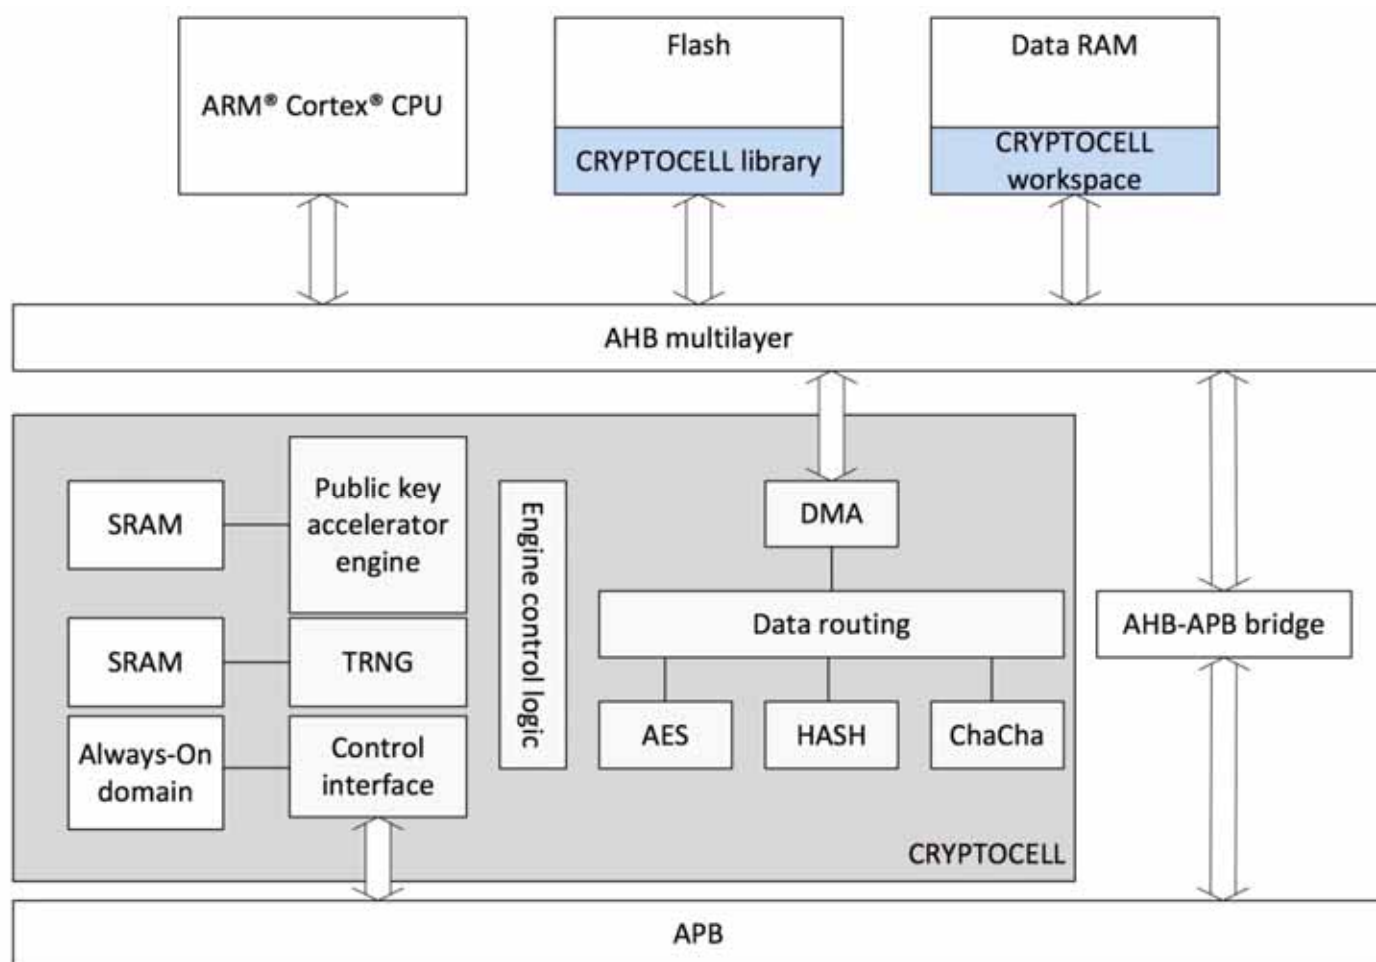 ARM® Cortex® CPU
Flash
CRYPTOCELL library
Data RAM
CRYPTOCELL
workspace
AHB multilayer
SRAM
Public key
accelerator
engine
SRAM
TRNG
Always-On
domain
Control
interface
Engine control logic
DMA
Data routing
AES
HASH
ChaCha
CRYPTOCELL
AHB-APB bridge
APB